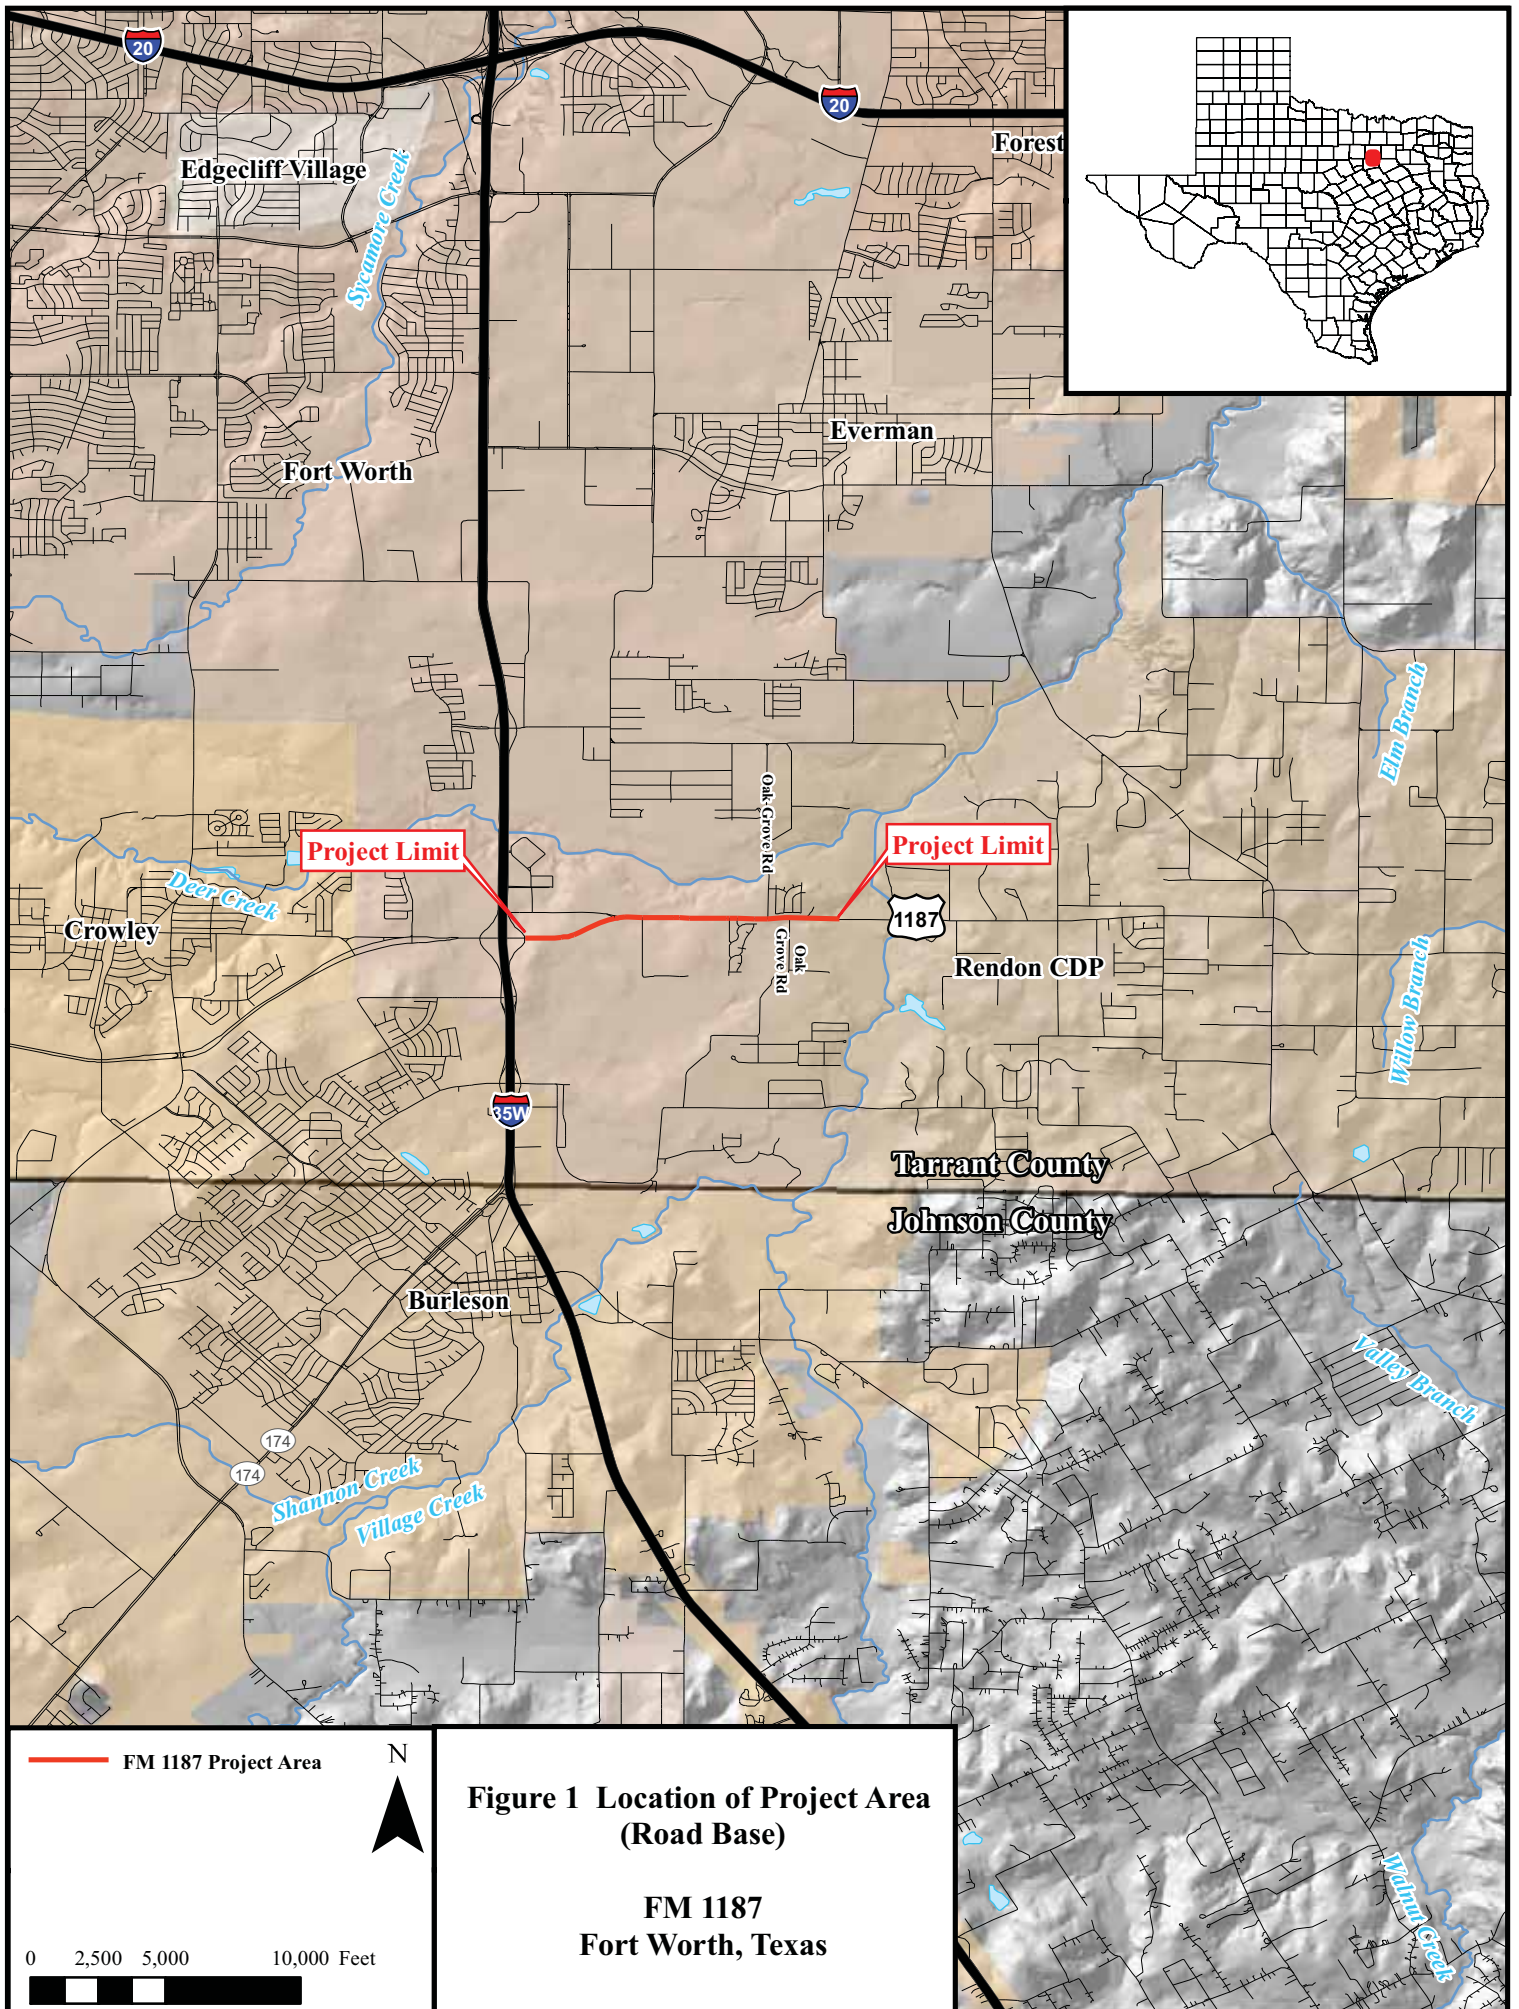 20
20
Forest
Edgecliff Village
Sycamore Creek
Everman
Fort Worth
Elm Branch
Oak Grove Rd
Project Limit
Project Limit
Deer Creek
1187
Crowley
Oak
Grove Rd
Rendon CDP
Willow Branch
35W
Tarrant County
Johnson County
Burleson
Valley Branch
174
174
Shannon Creek
Village Creek
Walnut Creek
FM 1187 Project Area
N
0 2,500 5,000 10,000 Feet
Figure 1 Location of Project Area
(Road Base)
FM 1187
Fort Worth, Texas